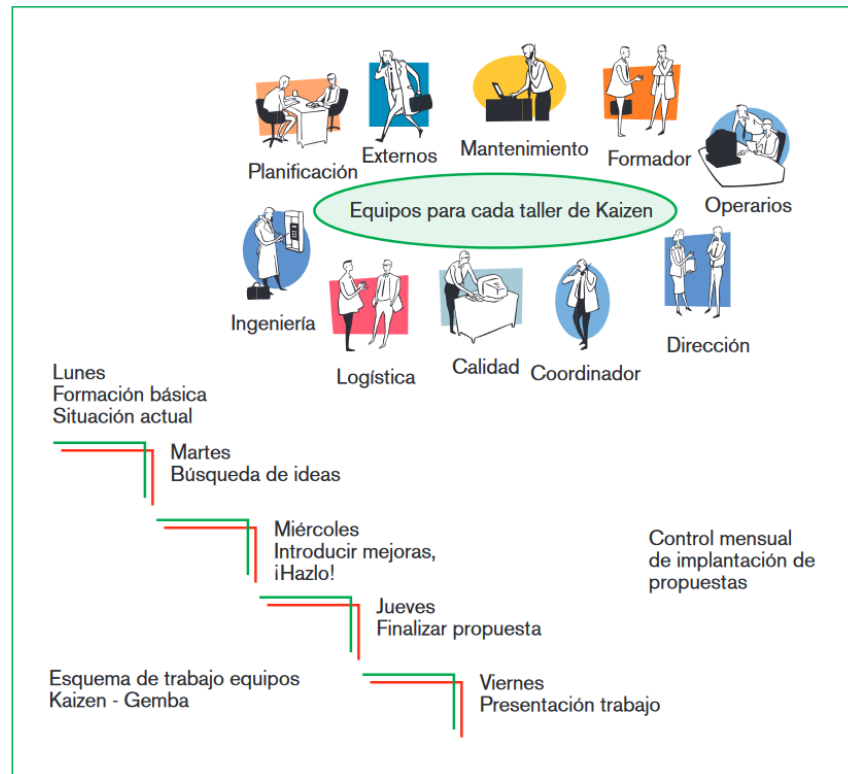 Planificación
Externos
Mantenimiento
Formador
Operarios
Equipos para cada taller de Kaizen
Ingeniería
Logística
Calidad
Coordinador
Dirección
Lunes
Formación básica
Situación actual
Martes
Búsqueda de ideas
Miércoles
Introducir mejoras,
¡Hazlo!
Control mensual
de implantación de
propuestas
Jueves
Finalizar propuesta
Esquema de trabajo equipos
Kaizen - Gemba
Viernes
Presentación trabajo